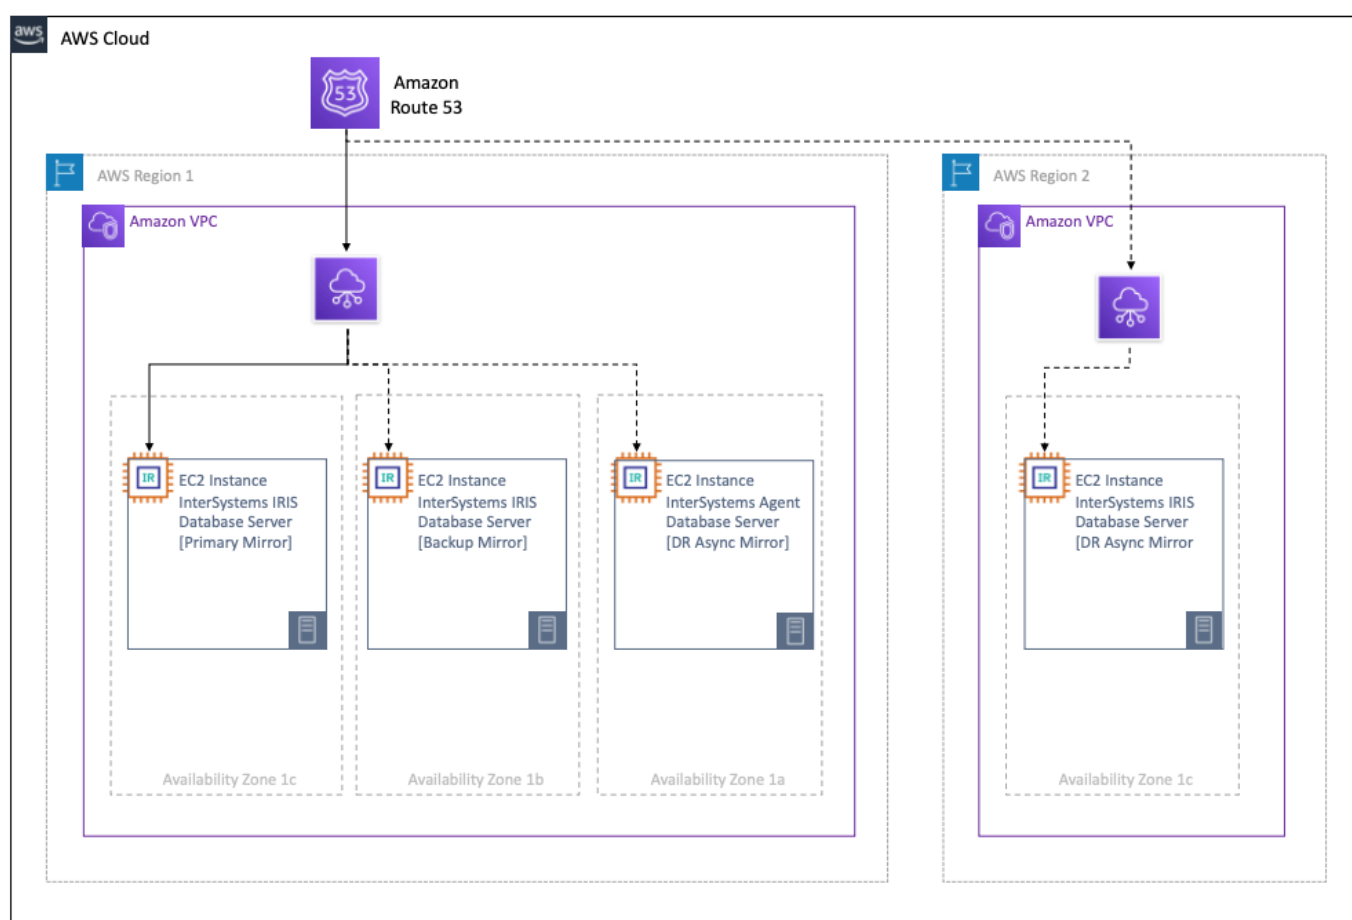 aws
AWS Cloud
53
Amazon
Route 53
AWS Region 1
AWS Region 2
Amazon VPC
Amazon VPC
IR
EC2 Instance
InterSystems IRIS
Database Server
[Primary Mirror]
IR
EC2 Instance
InterSystems IRIS
Database Server
[Backup Mirror]
IR
EC2 Instance
InterSystems Agent
Database Server
[DR Async Mirror]
IR
EC2 Instance
InterSystems IRIS
Database Server
[DR Async Mirror
Availability Zone 1c
Availability Zone 1b
Availability Zone 1a
Availability Zone 1c